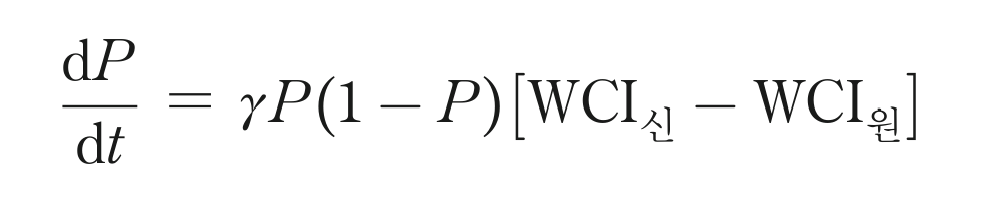 dP/dt = γP(1 − P)[WCI신 − WCI원]